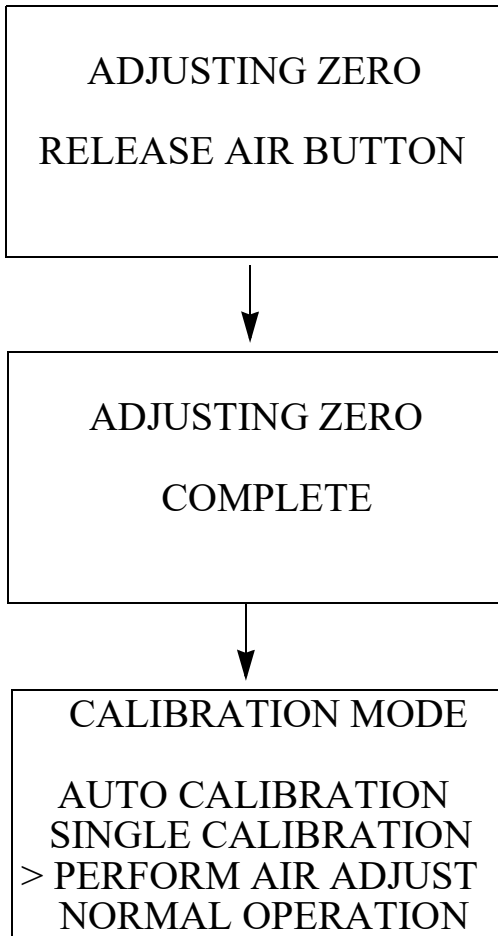 ADJUSTING ZERO
RELEASE AIR BUTTON
ADJUSTING ZERO
COMPLETE
CALIBRATION MODE
AUTO CALIBRATION
SINGLE CALIBRATION
> PERFORM AIR ADJUST
NORMAL OPERATION